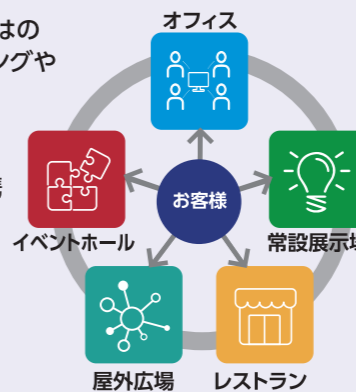 はの
ングや
オフィス
お客様
イベントホール
常設展示場
屋外広場
レストラン